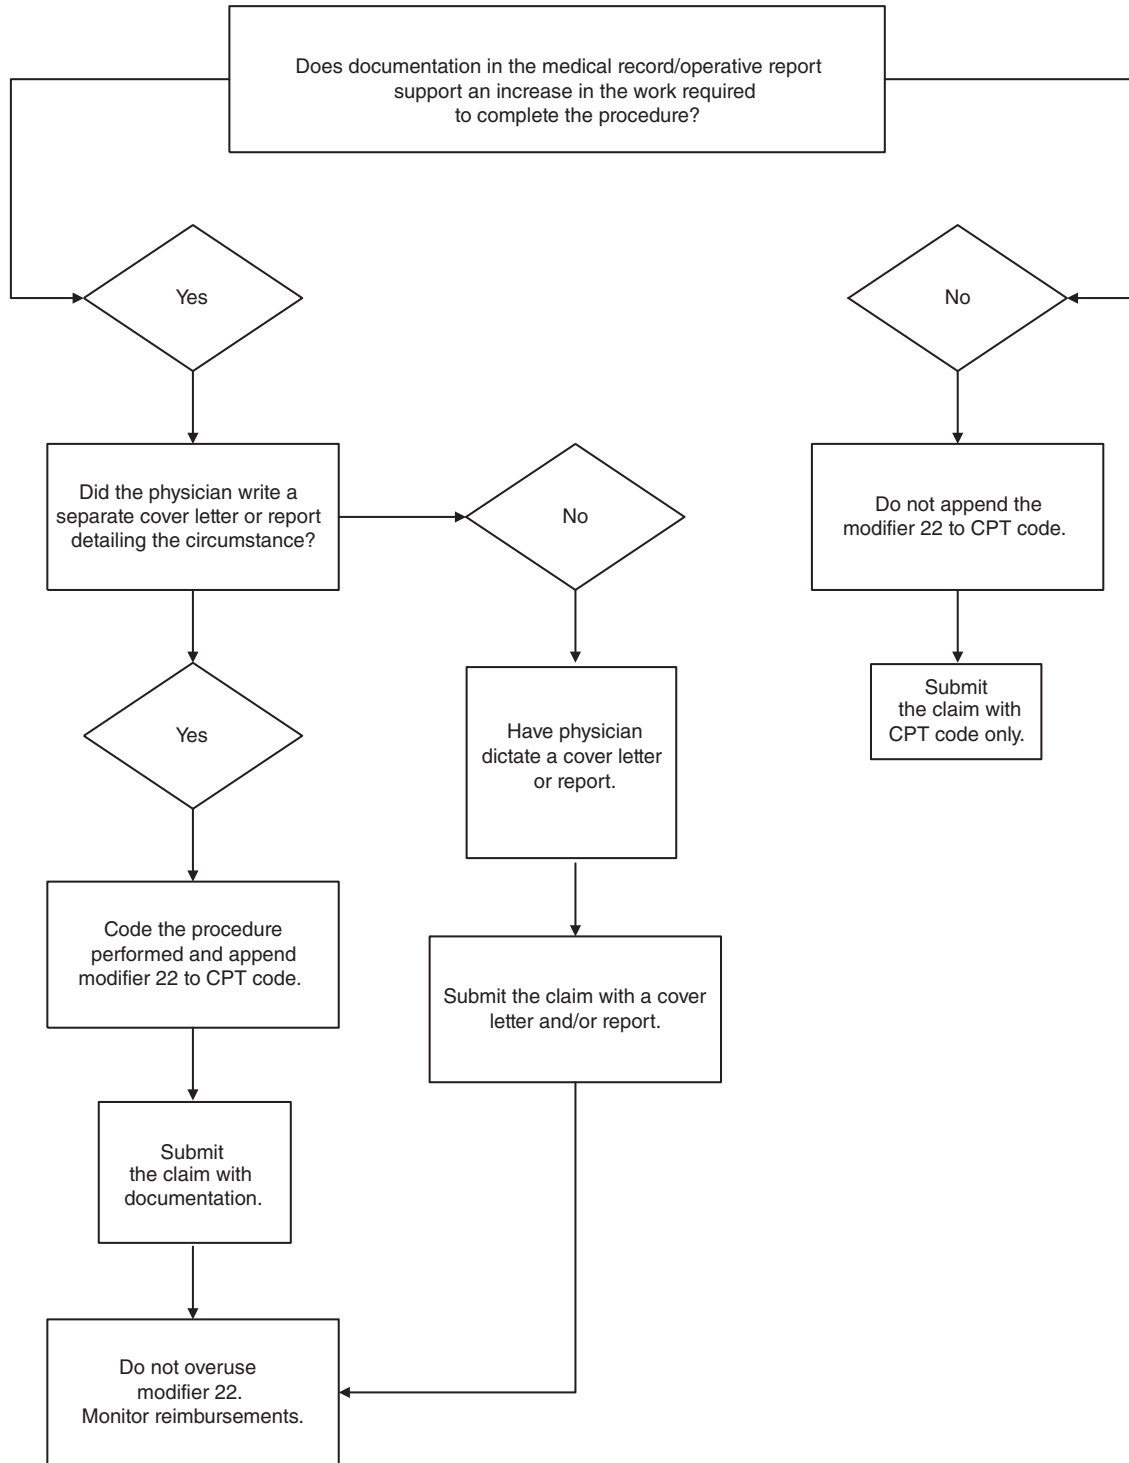 Does documentation in the medical record/operative report
support an increase in the work required
to complete the procedure?
Yes
No
Did the physician write a
separate cover letter or report
detailing the circumstance?
No
Do not append the
modifier 22 to CPT code.
Yes
Have physician
dictate a cover letter
or report.
Submit
the claim with
CPT code only.
Code the procedure
performed and append
modifier 22 to CPT code.
Submit the claim with a cover
letter and/or report.
Submit
the claim with
documentation.
Do not overuse
modifier 22.
Monitor reimbursements.